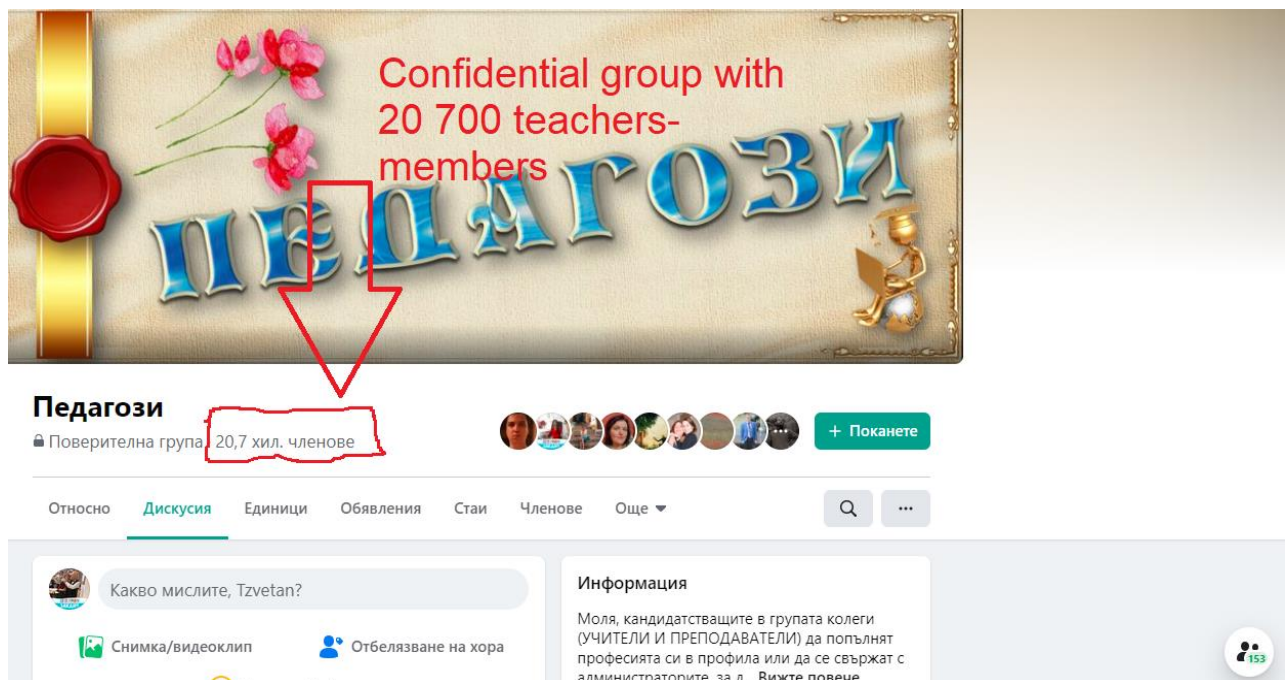 Confidential group with
20 700 teachers-
members
ПЕДАГОЗИ
Педагози
Поверителна група 20,7 хил. членове
+ Поканете
Относно Дискусия Единици Обявления Стаи Членове Още
Какво мислите, Tzvetan?
Снимка/видеоклип Отбелязване на хора
Информация
Моля, кандидатстващите в групата колеги
(УЧИТЕЛИ И ПРЕПОДАВАТЕЛИ) да попълнят
професията си в профила или да се свържат с
администраторите, за д... Вижте повече
153